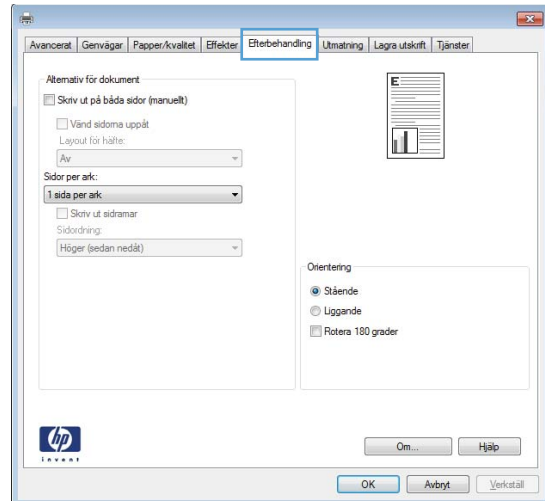 Avancerat Genvägar Papper/kvalitet Effekter Efterbehandling Utmatning Lagra utskrift Tjänster
Alternativ för dokument
Skriv ut på båda sidor (manuellt)
Vänd sidorna uppåt
Layout för häfte:
Av
Sidor per ark:
1 sida per ark
Skriv ut sidramar
Sidordning:
Höger (sedan nedåt)
E
Orientering
Stående
Liggande
Rotera 180 grader
hp
invent
Om... Hjälp
OK Avbryt Verkställ